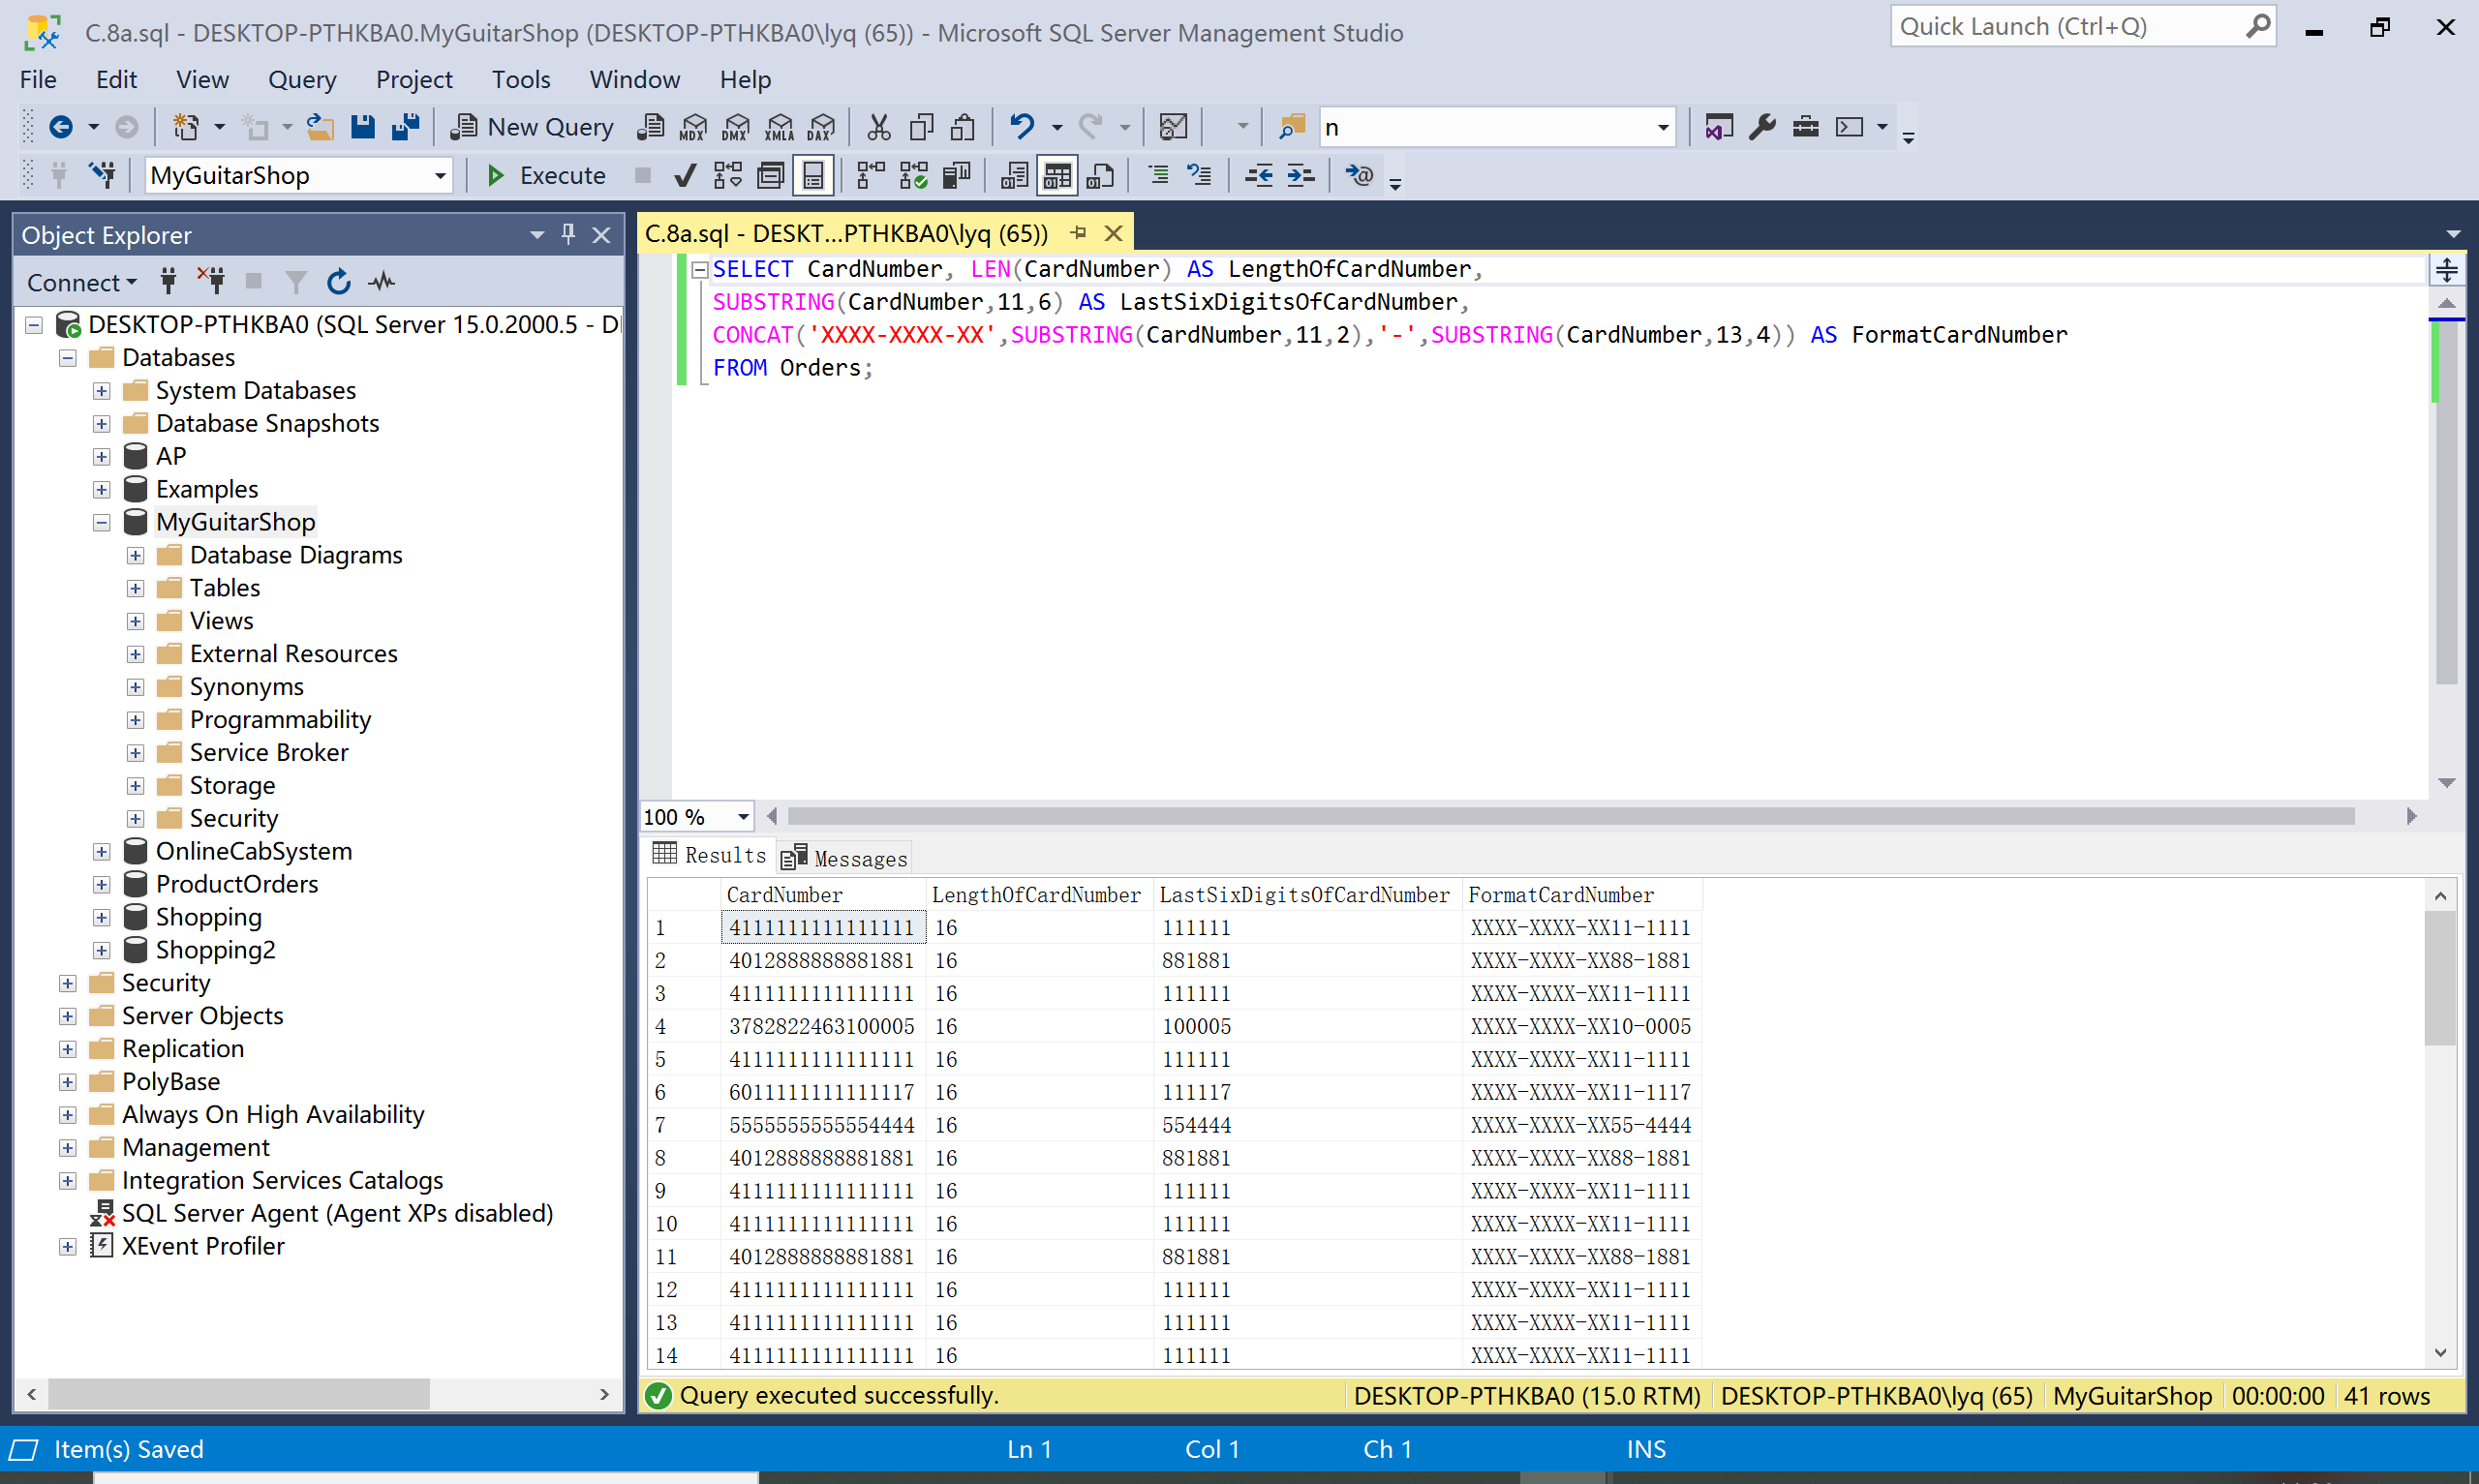 C.8a.sql - DESKTOP-PTHKBA0.MyGuitarShop (DESKTOP-PTHKBA0\lyq (65)) - Microsoft SQL Server Management Studio
Quick Launch (Ctrl+Q)
File Edit View Query Project Tools Window Help
New Query MDX DMX XMLA DAX n
MyGuitarShop Execute
Object Explorer
Connect
DESKTOP-PTHKBA0 (SQL Server 15.0.2000.5 - DI
Databases
System Databases
Database Snapshots
AP
Examples
MyGuitarShop
Database Diagrams
Tables
Views
External Resources
Synonyms
Programmability
Service Broker
Storage
Security
OnlineCabSystem
ProductOrders
Shopping
Shopping2
Security
Server Objects
Replication
PolyBase
Always On High Availability
Management
Integration Services Catalogs
SQL Server Agent (Agent XPs disabled)
XEvent Profiler
C.8a.sql - DESKT...PTHKBA0\lyq (65))
SELECT CardNumber, LEN(CardNumber) AS LengthOfCardNumber,
SUBSTRING(CardNumber,11,6) AS LastSixDigitsOfCardNumber,
CONCAT('XXXX-XXXX-XX',SUBSTRING(CardNumber,11,2),'-',SUBSTRING(CardNumber,13,4)) AS FormatCardNumber
FROM Orders;
100 %
Results Messages
CardNumber LengthOfCardNumber LastSixDigitsOfCardNumber FormatCardNumber
1 4111111111111111 16 111111 XXXX-XXXX-XX11-1111
2 4012888888881881 16 881881 XXXX-XXXX-XX88-1881
3 4111111111111111 16 111111 XXXX-XXXX-XX11-1111
4 3782822463100005 16 100005 XXXX-XXXX-XX10-0005
5 4111111111111111 16 111111 XXXX-XXXX-XX11-1111
6 6011111111111117 16 111117 XXXX-XXXX-XX11-1117
7 5555555555554444 16 554444 XXXX-XXXX-XX55-4444
8 4012888888881881 16 881881 XXXX-XXXX-XX88-1881
9 4111111111111111 16 111111 XXXX-XXXX-XX11-1111
10 4111111111111111 16 111111 XXXX-XXXX-XX11-1111
11 4012888888881881 16 881881 XXXX-XXXX-XX88-1881
12 4111111111111111 16 111111 XXXX-XXXX-XX11-1111
13 4111111111111111 16 111111 XXXX-XXXX-XX11-1111
14 4111111111111111 16 111111 XXXX-XXXX-XX11-1111
Query executed successfully. DESKTOP-PTHKBA0 (15.0 RTM) DESKTOP-PTHKBA0\lyq (65) MyGuitarShop 00:00:00 41 rows
Item(s) Saved Ln 1 Col 1 Ch 1 INS